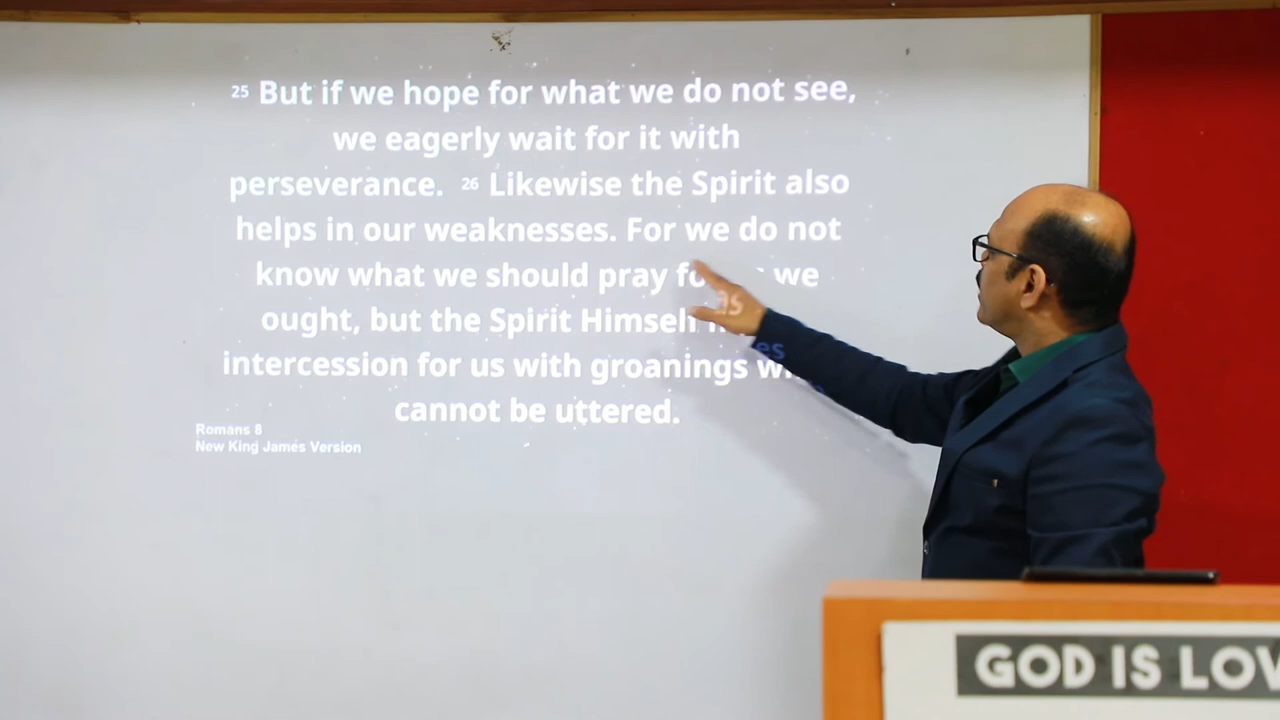 25 But if we hope for what we do not see,
we eagerly wait for it with
perseverance. 26 Likewise the Spirit also
helps in our weaknesses. For we do not
know what we should pray as we
ought, but the Spirit Himself
intercession for us with groanings
cannot be uttered.
Romans 8
New King James Version
GOD IS LOV